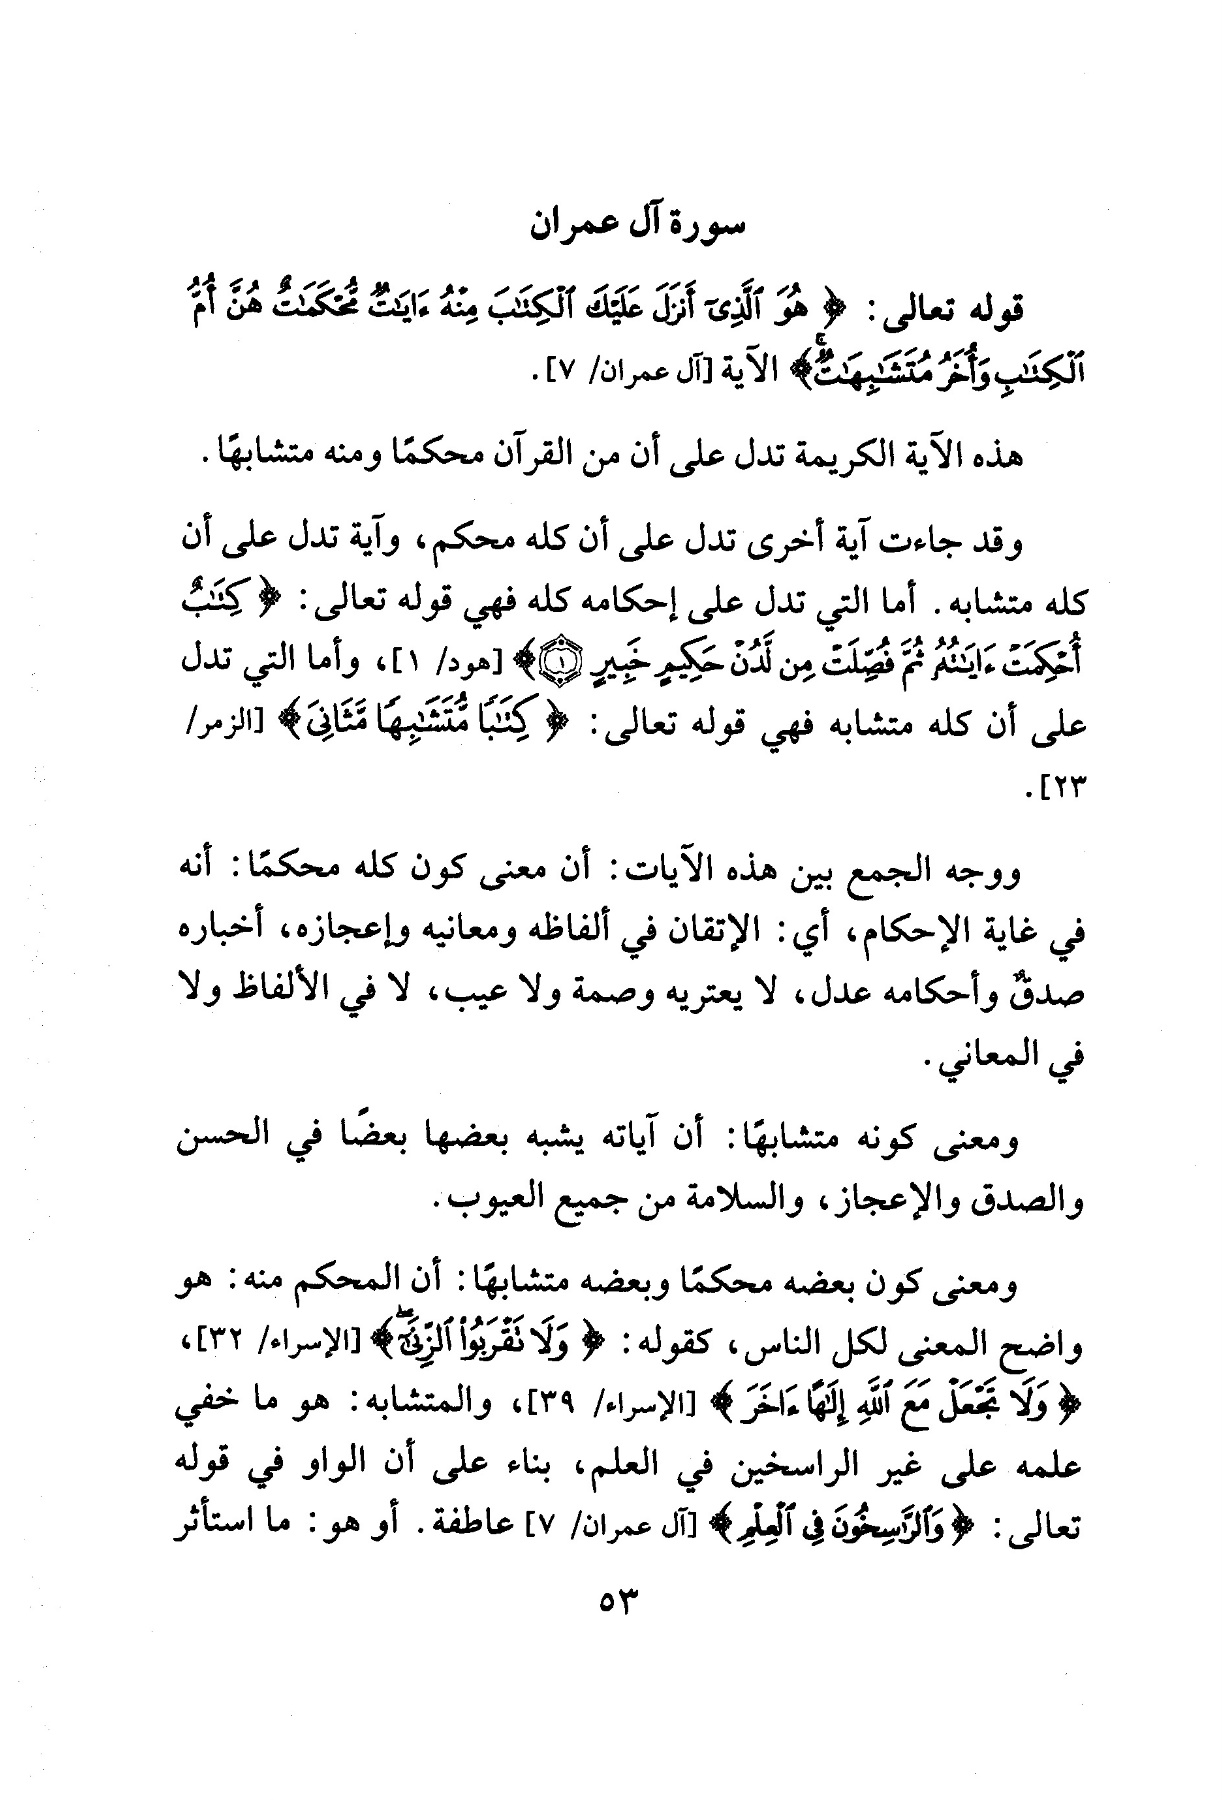 سورة آل عمران
قوله تعالى: ﴿ هُوَ ٱلَّذِىٓ أَنزَلَ عَلَيْكَ ٱلْكِتَٰبَ مِنْهُ ءَايَٰتٌ مُّحْكَمَٰتٌ هُنَّ أُمُّ
ٱلْكِتَٰبِ وَأُخَرُ مُتَشَٰبِهَٰتٌ ۖ﴾ الآية [آل عمران/ ٧].
هذه الآية الكريمة تدل على أن من القرآن محكمًا ومنه متشابهًا.
وقد جاءت آية أخرى تدل على أن كله محكم، وآية تدل على أن
كله متشابه. أما التي تدل على إحكامه كله فهي قوله تعالى: ﴿ كِتَٰبٌ
أُحْكِمَتْ ءَايَٰتُهُۥ ثُمَّ فُصِّلَتْ مِن لَّدُنْ حَكِيمٍ خَبِيرٍ ۝١﴾ [هود/ ١]، وأما التي تدل
على أن كله متشابه فهي قوله تعالى: ﴿ كِتَٰبًا مُّتَشَٰبِهًا مَّثَانِىَ ﴾ [الزمر/
٢٣].
ووجه الجمع بين هذه الآيات: أن معنى كون كله محكمًا: أنه
في غاية الإحكام، أي: الإتقان في ألفاظه ومعانيه وإعجازه، أخباره
صدقٌ وأحكامه عدل، لا يعتريه وصمة ولا عيب، لا في الألفاظ ولا
في المعاني.
ومعنى كونه متشابهًا: أن آياته يشبه بعضها بعضًا في الحسن
والصدق والإعجاز، والسلامة من جميع العيوب.
ومعنى كون بعضه محكمًا وبعضه متشابهًا: أن المحكم منه: هو
واضح المعنى لكل الناس، كقوله: ﴿ وَلَا تَقْرَبُوا۟ ٱلزِّنَىٰٓ ۖ﴾ [الإسراء/ ٣٢]،
﴿ وَلَا تَجْعَلْ مَعَ ٱللَّهِ إِلَٰهًا ءَاخَرَ ﴾ [الإسراء/ ٣٩]، والمتشابه: هو ما خفي
علمه على غير الراسخين في العلم، بناء على أن الواو في قوله
تعالى: ﴿ وَٱلرَّٰسِخُونَ فِى ٱلْعِلْمِ ﴾ [آل عمران/ ٧] عاطفة. أو هو: ما استأثر
٥٣